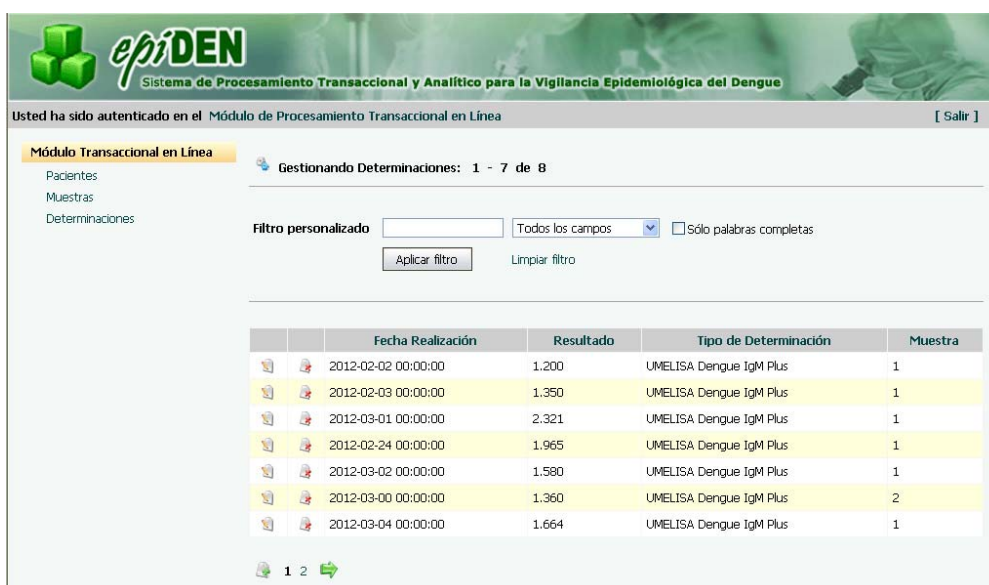 epiDEN
Sistema de Procesamiento Transaccional y Analítico para la Vigilancia Epidemiológica del Dengue
Usted ha sido autenticado en el Módulo de Procesamiento Transaccional en Línea [ Salir ]
Módulo Transaccional en Línea
Pacientes
Muestras
Determinaciones
Gestionando Determinaciones: 1 - 7 de 8
Filtro personalizado Todos los campos Sólo palabras completas
Aplicar filtro Limpiar filtro
Fecha Realización Resultado Tipo de Determinación Muestra
2012-02-02 00:00:00 1.200 UMELISA Dengue IgM Plus 1
2012-02-03 00:00:00 1.350 UMELISA Dengue IgM Plus 1
2012-03-01 00:00:00 2.321 UMELISA Dengue IgM Plus 1
2012-02-24 00:00:00 1.965 UMELISA Dengue IgM Plus 1
2012-03-02 00:00:00 1.580 UMELISA Dengue IgM Plus 1
2012-03-00 00:00:00 1.360 UMELISA Dengue IgM Plus 2
2012-03-04 00:00:00 1.664 UMELISA Dengue IgM Plus 1
1 2